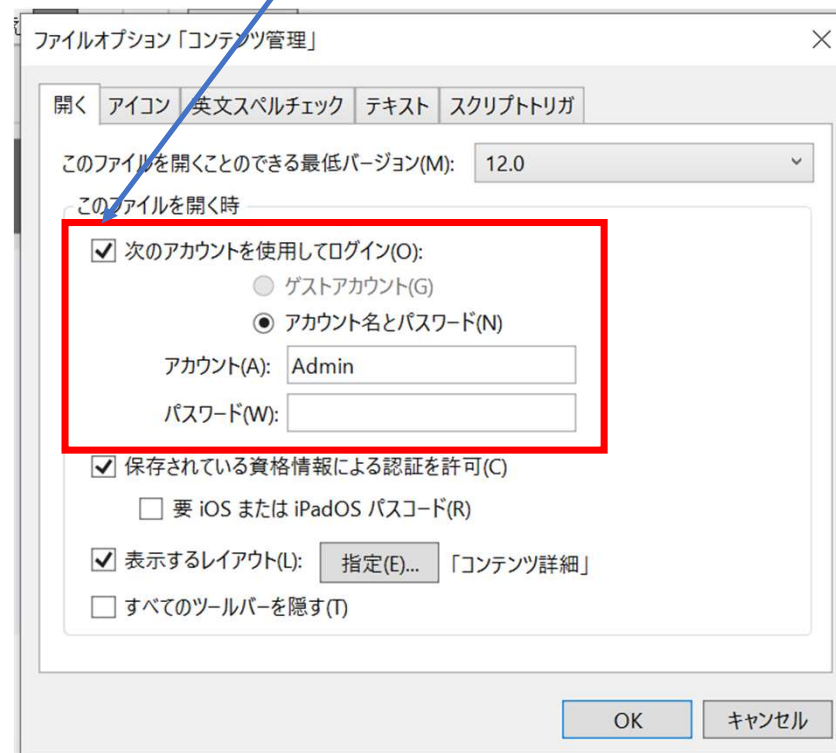 ファイルオプション「コンテンツ管理」
開く アイコン 英文スペルチェック テキスト スクリプトトリガ
このファイルを開くことのできる最低バージョン(M): 12.0
このファイルを開く時
次のアカウントを使用してログイン(O):
ゲストアカウント(G)
アカウント名とパスワード(N)
アカウント(A): Admin
パスワード(W):
保存されている資格情報による認証を許可(C)
要 iOS または iPadOS パスコード(R)
表示するレイアウト(L): 指定(E)... 「コンテンツ詳細」
すべてのツールバーを隠す(T)
OK キャンセル